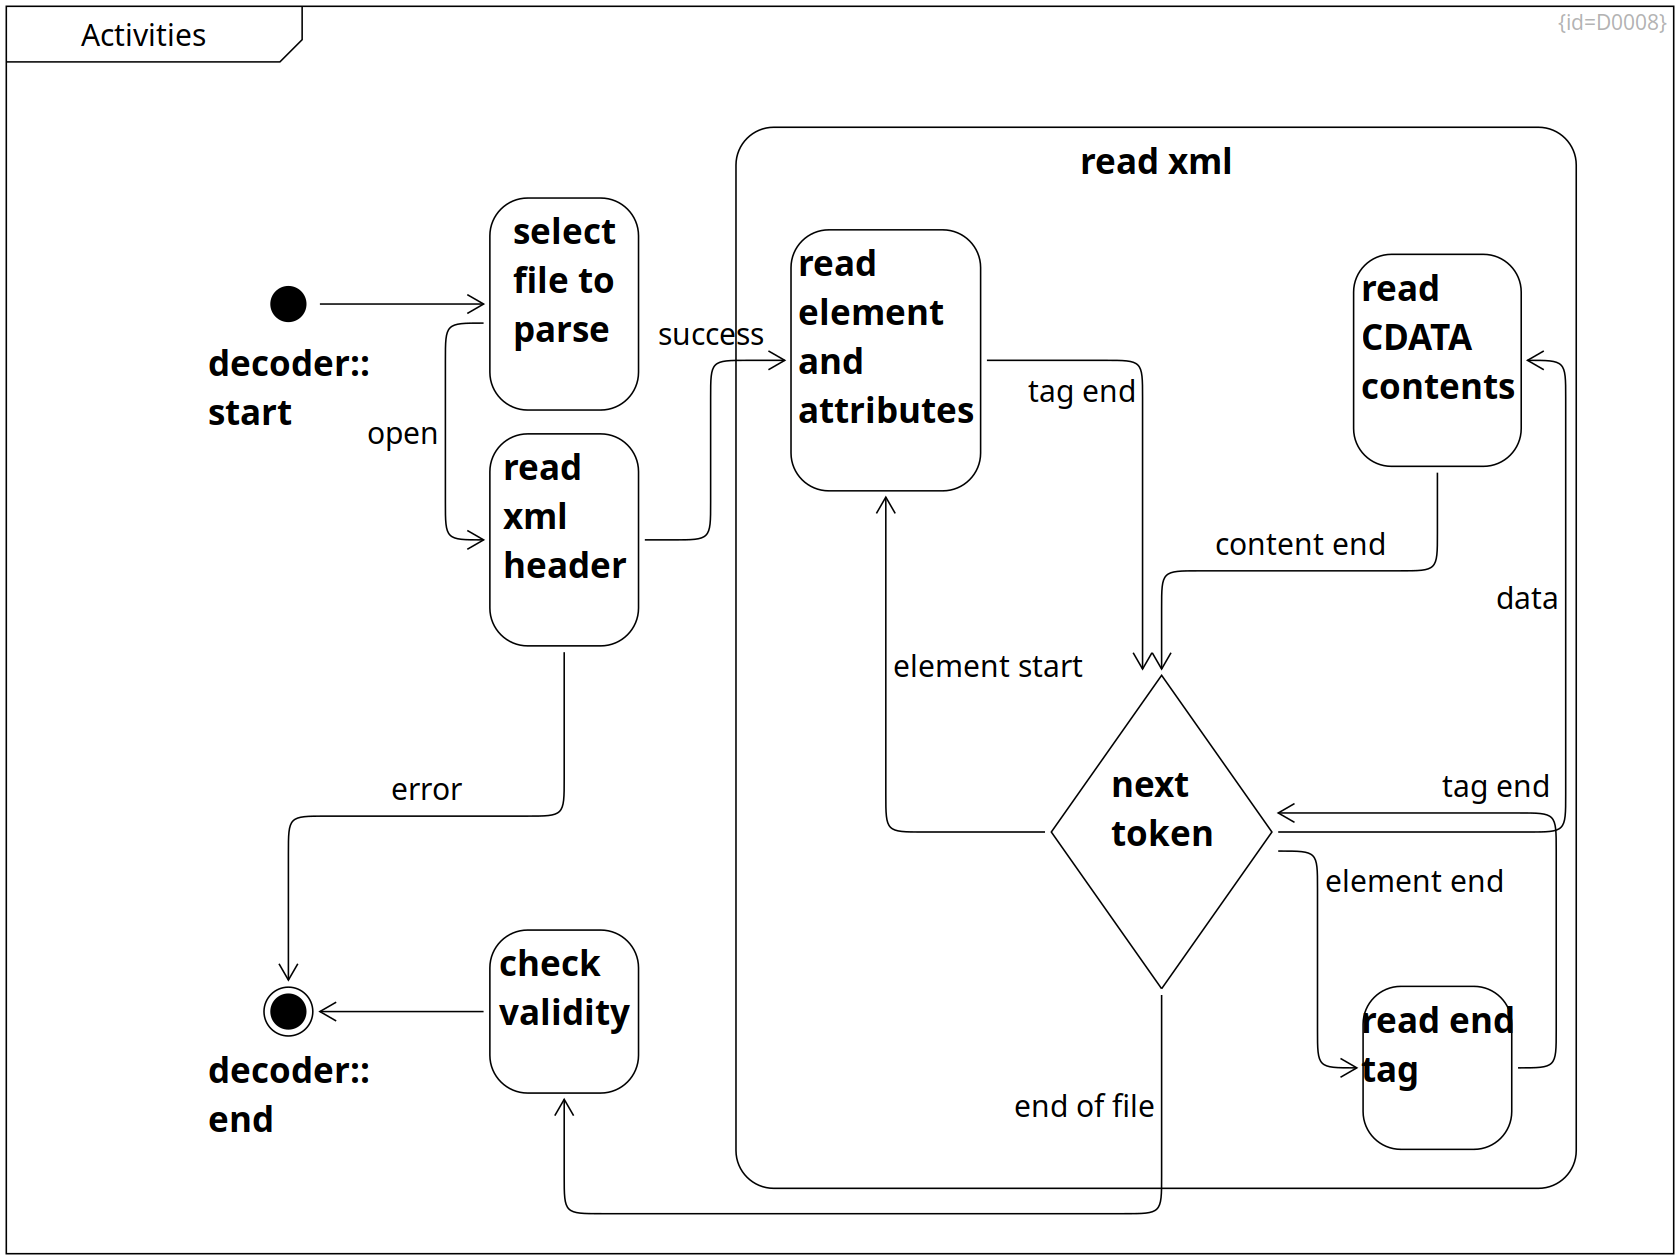 Activities
{id=D0008}
read xml
select
file to
parse
decoder::
start
open
read
xml
header
success
read
element
and
attributes
tag end
read
CDATA
contents
content end
data
element start
error
next
token
tag end
element end
check
validity
decoder::
end
read end
tag
end of file